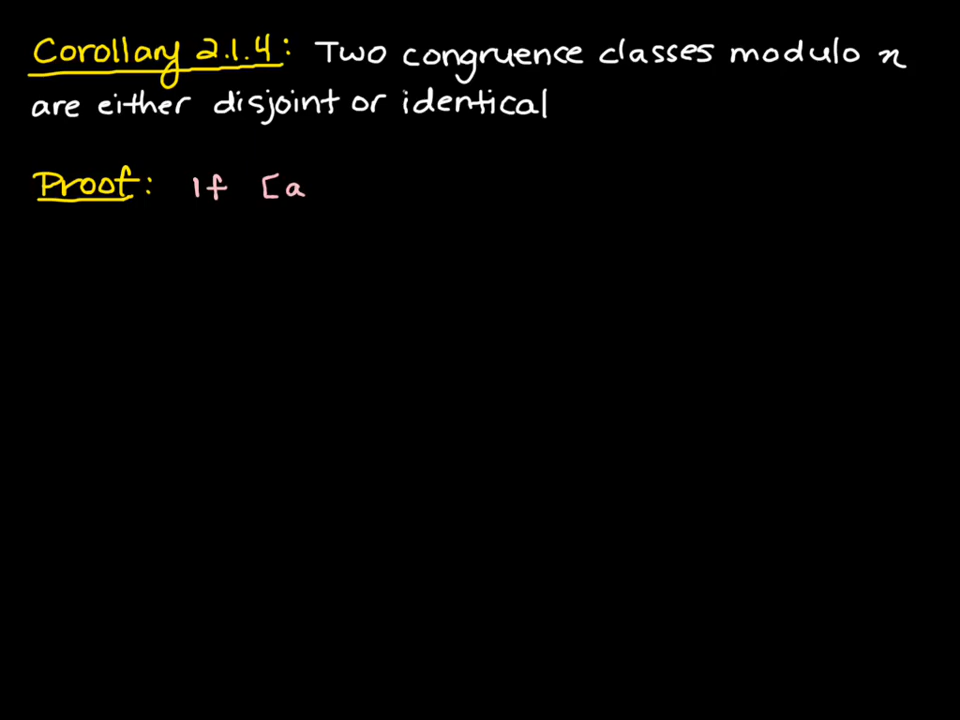 Corollary 2.1.4: Two congruence classes modulo n
are either disjoint or identical
Proof: If [a